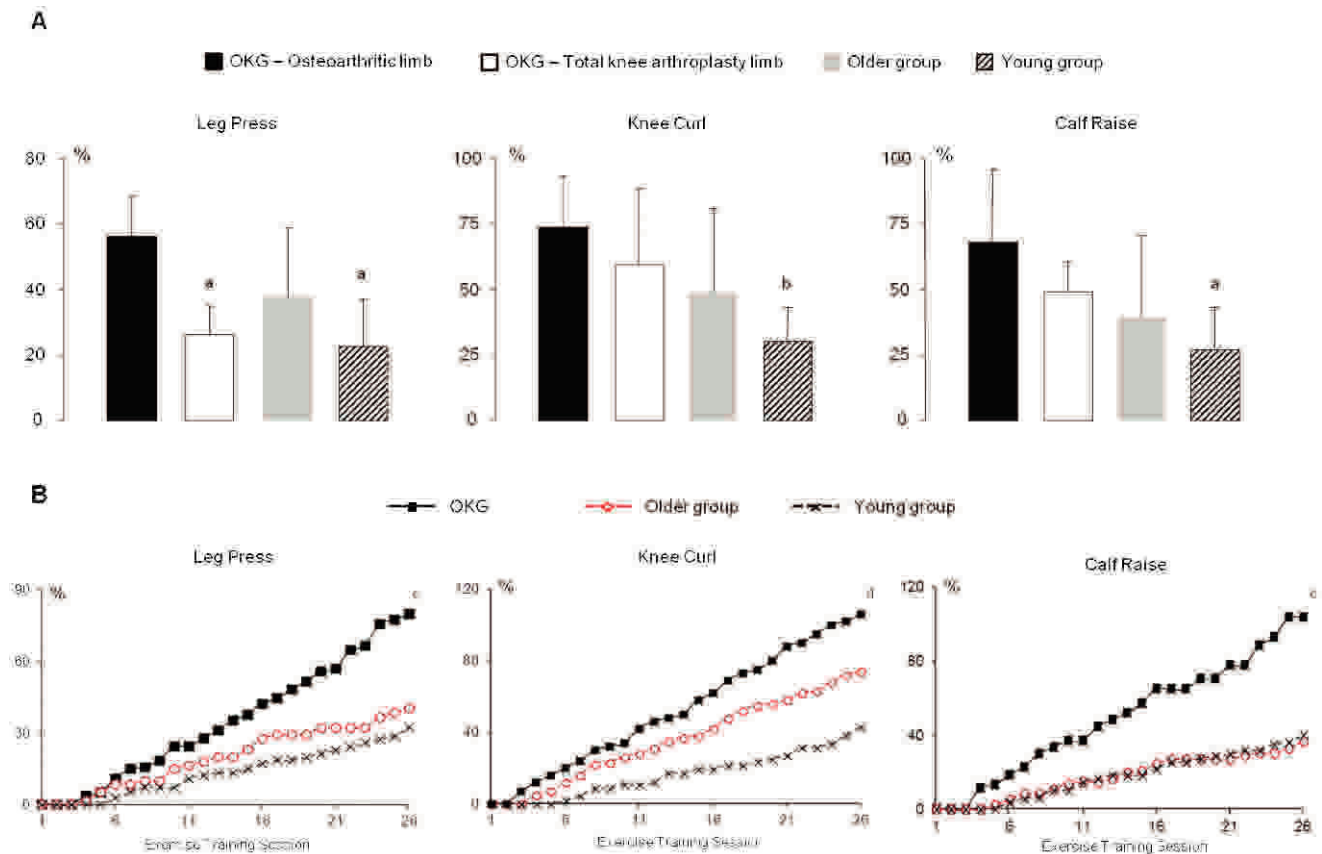 A
OKG – Osteoarthritic limb OKG – Total knee arthroplasty limb Older group Young group
Leg Press Knee Curl Calf Raise
80 % 100 % 100 %
60 75 75
40 50 50
20 25 25
0 0 0
a a b a
B
OKG Older group Young group
Leg Press Knee Curl Calf Raise
90 % 120 % 120 %
60 80 80
30 40 40
0 0 0
1 6 11 16 21 26 1 6 11 16 21 26 1 6 11 16 21 26
Exercise Training Session Exercise Training Session Exercise Training Session